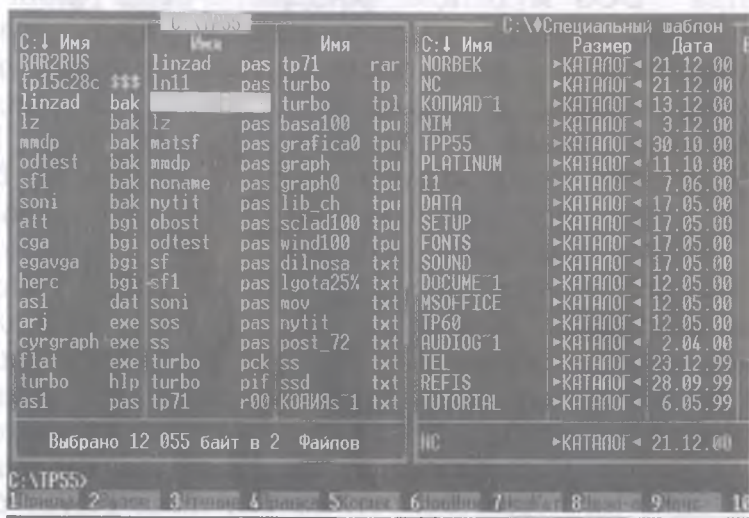 C:\TP55
C:↓ Имя Имя Имя
RAR2RUS linzad pas tp71 rar
fp15c28c $$$ ln11 pas turbo tp
linzad bak turbo tpl
lz bak lz pas basa100 tpu
mmdp bak matsf pas grafica0 tpu
odtest bak mmdp pas graph tpu
sf1 bak noname pas graph0 tpu
soni bak nytit pas lib_ch tpu
att bgi obost pas sclad100 tpu
cga bgi odtest pas wind100 tpu
egavga bgi sf pas dilnosa txt
herc bgi sf1 pas lgota25% txt
as1 dat soni pas mov txt
arj exe sos pas nytit txt
cyrgraph exe ss pas post_72 txt
flat exe turbo pck ss txt
turbo hlp turbo pif ssd txt
as1 pas tp71 r00 КОПИЯs~1 txt
Выбрано 12 055 байт в 2 Файлов
C:\♦Специальный шаблон
C:↓ Имя Размер Дата
NORBEK ►КАТАЛОГ◄ 21.12.00
NC ►КАТАЛОГ◄ 21.12.00
КОПИЯD~1 ►КАТАЛОГ◄ 13.12.00
NIM ►КАТАЛОГ◄ 3.12.00
TPP55 ►КАТАЛОГ◄ 30.10.00
PLATINUM ►КАТАЛОГ◄ 11.10.00
11 ►КАТАЛОГ◄ 7.06.00
DATA ►КАТАЛОГ◄ 17.05.00
SETUP ►КАТАЛОГ◄ 17.05.00
FONTS ►КАТАЛОГ◄ 17.05.00
SOUND ►КАТАЛОГ◄ 17.05.00
DOCUME~1 ►КАТАЛОГ◄ 12.05.00
MSOFFICE ►КАТАЛОГ◄ 12.05.00
TP60 ►КАТАЛОГ◄ 12.05.00
AUDIOG~1 ►КАТАЛОГ◄ 2.04.00
TEL ►КАТАЛОГ◄ 23.12.99
REFIS ►КАТАЛОГ◄ 28.09.99
TUTORIAL ►КАТАЛОГ◄ 6.05.99
NC ►КАТАЛОГ◄ 21.12.00
C:\TP55>
1 2 3 4 5 6 7 8 9 10